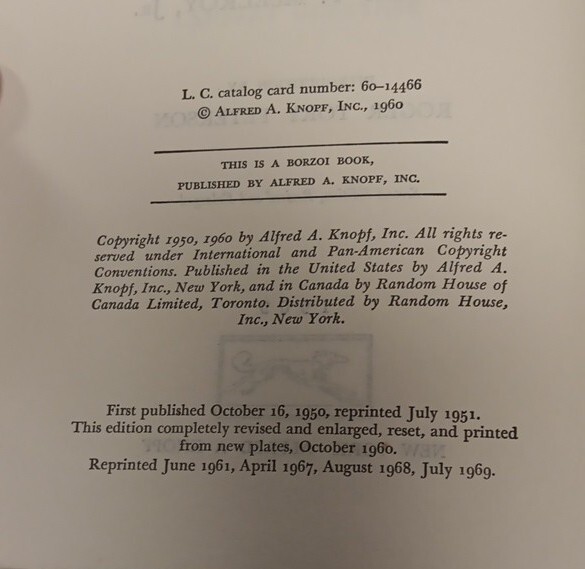 L. C. catalog card number: 60–14466
© ALFRED A. KNOPF, INC., 1960
THIS IS A BORZOI BOOK,
PUBLISHED BY ALFRED A. KNOPF, INC.
Copyright 1950, 1960 by Alfred A. Knopf, Inc. All rights re-
served under International and Pan-American Copyright
Conventions. Published in the United States by Alfred A.
Knopf, Inc., New York, and in Canada by Random House of
Canada Limited, Toronto. Distributed by Random House,
Inc., New York.
First published October 16, 1950, reprinted July 1951.
This edition completely revised and enlarged, reset, and printed
from new plates, October 1960.
Reprinted June 1961, April 1967, August 1968, July 1969.